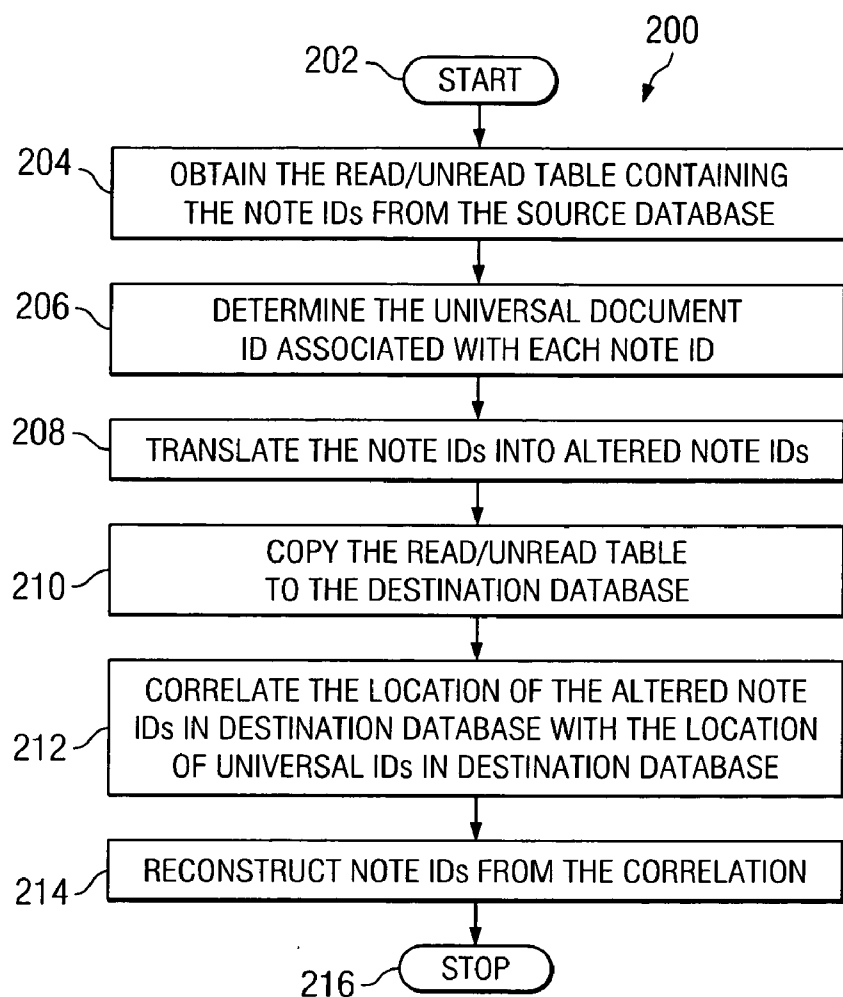 200
202
START
204
OBTAIN THE READ/UNREAD TABLE CONTAINING
THE NOTE IDs FROM THE SOURCE DATABASE
206
DETERMINE THE UNIVERSAL DOCUMENT
ID ASSOCIATED WITH EACH NOTE ID
208
TRANSLATE THE NOTE IDs INTO ALTERED NOTE IDs
210
COPY THE READ/UNREAD TABLE
TO THE DESTINATION DATABASE
212
CORRELATE THE LOCATION OF THE ALTERED NOTE
IDs IN DESTINATION DATABASE WITH THE LOCATION
OF UNIVERSAL IDs IN DESTINATION DATABASE
214
RECONSTRUCT NOTE IDs FROM THE CORRELATION
216
STOP